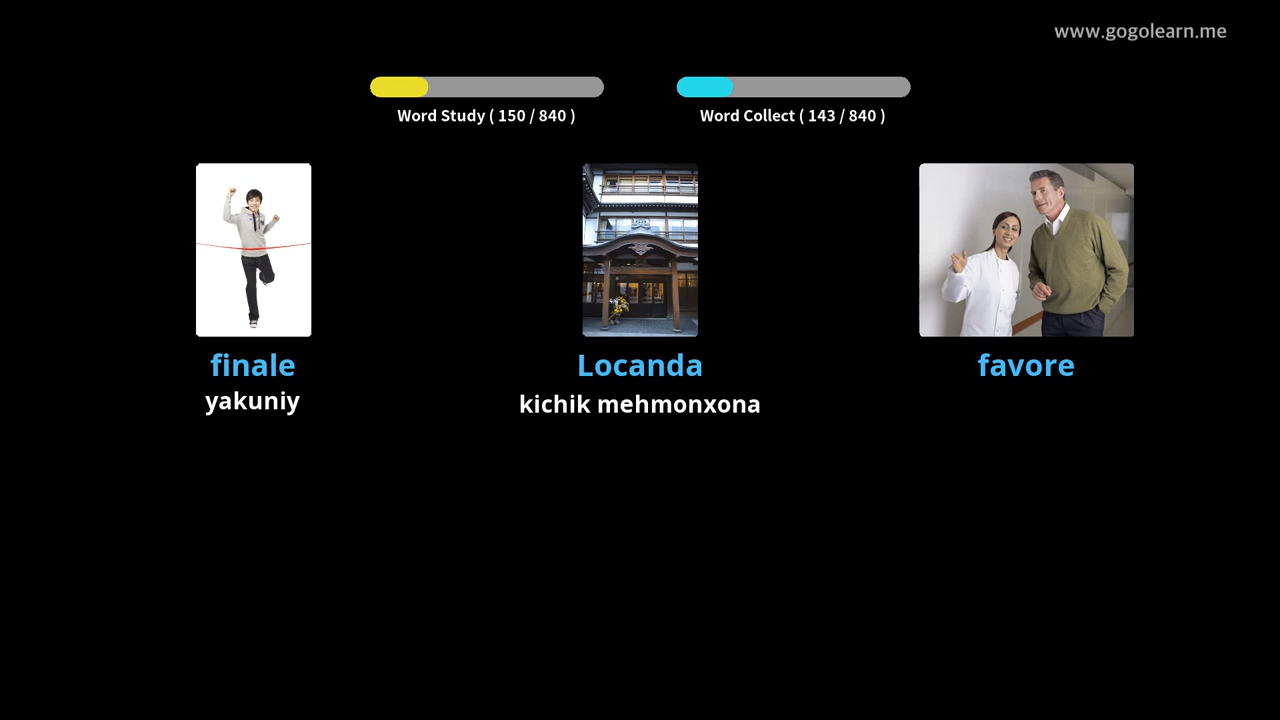 www.gogolearn.me
Word Study ( 150 / 840 )
Word Collect ( 143 / 840 )
finale
yakuniy
Locanda
kichik mehmonxona
favore